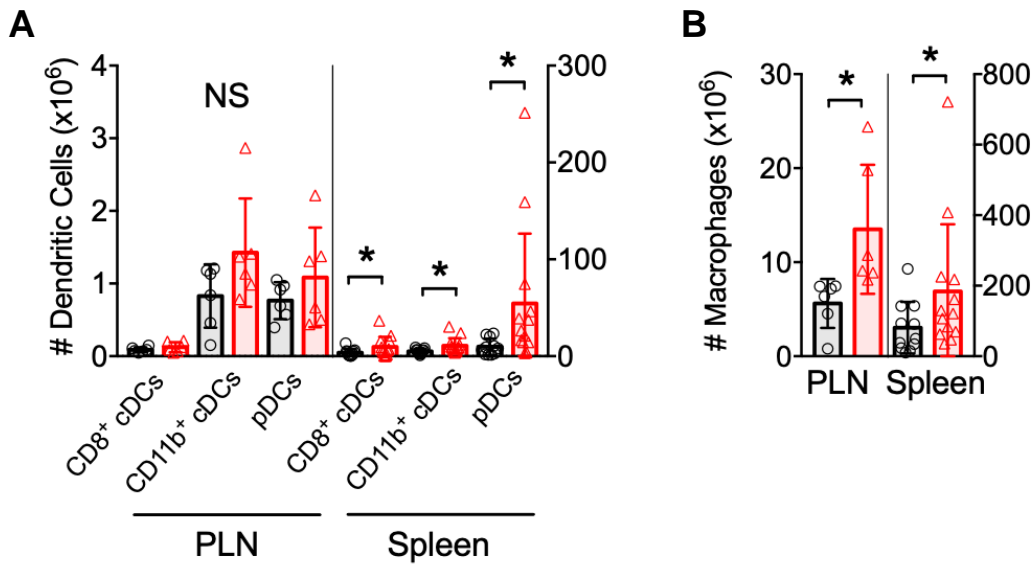 A
# Dendritic Cells (x10⁶)
4
3
2
1
0
NS
*
*
*
300
200
100
0
CD8⁺ cDCs
CD11b⁺ cDCs
pDCs
CD8⁺ cDCs
CD11b⁺ cDCs
pDCs
PLN
Spleen
B
# Macrophages (x10⁶)
30
20
10
0
*
*
800
600
400
200
0
PLN
Spleen